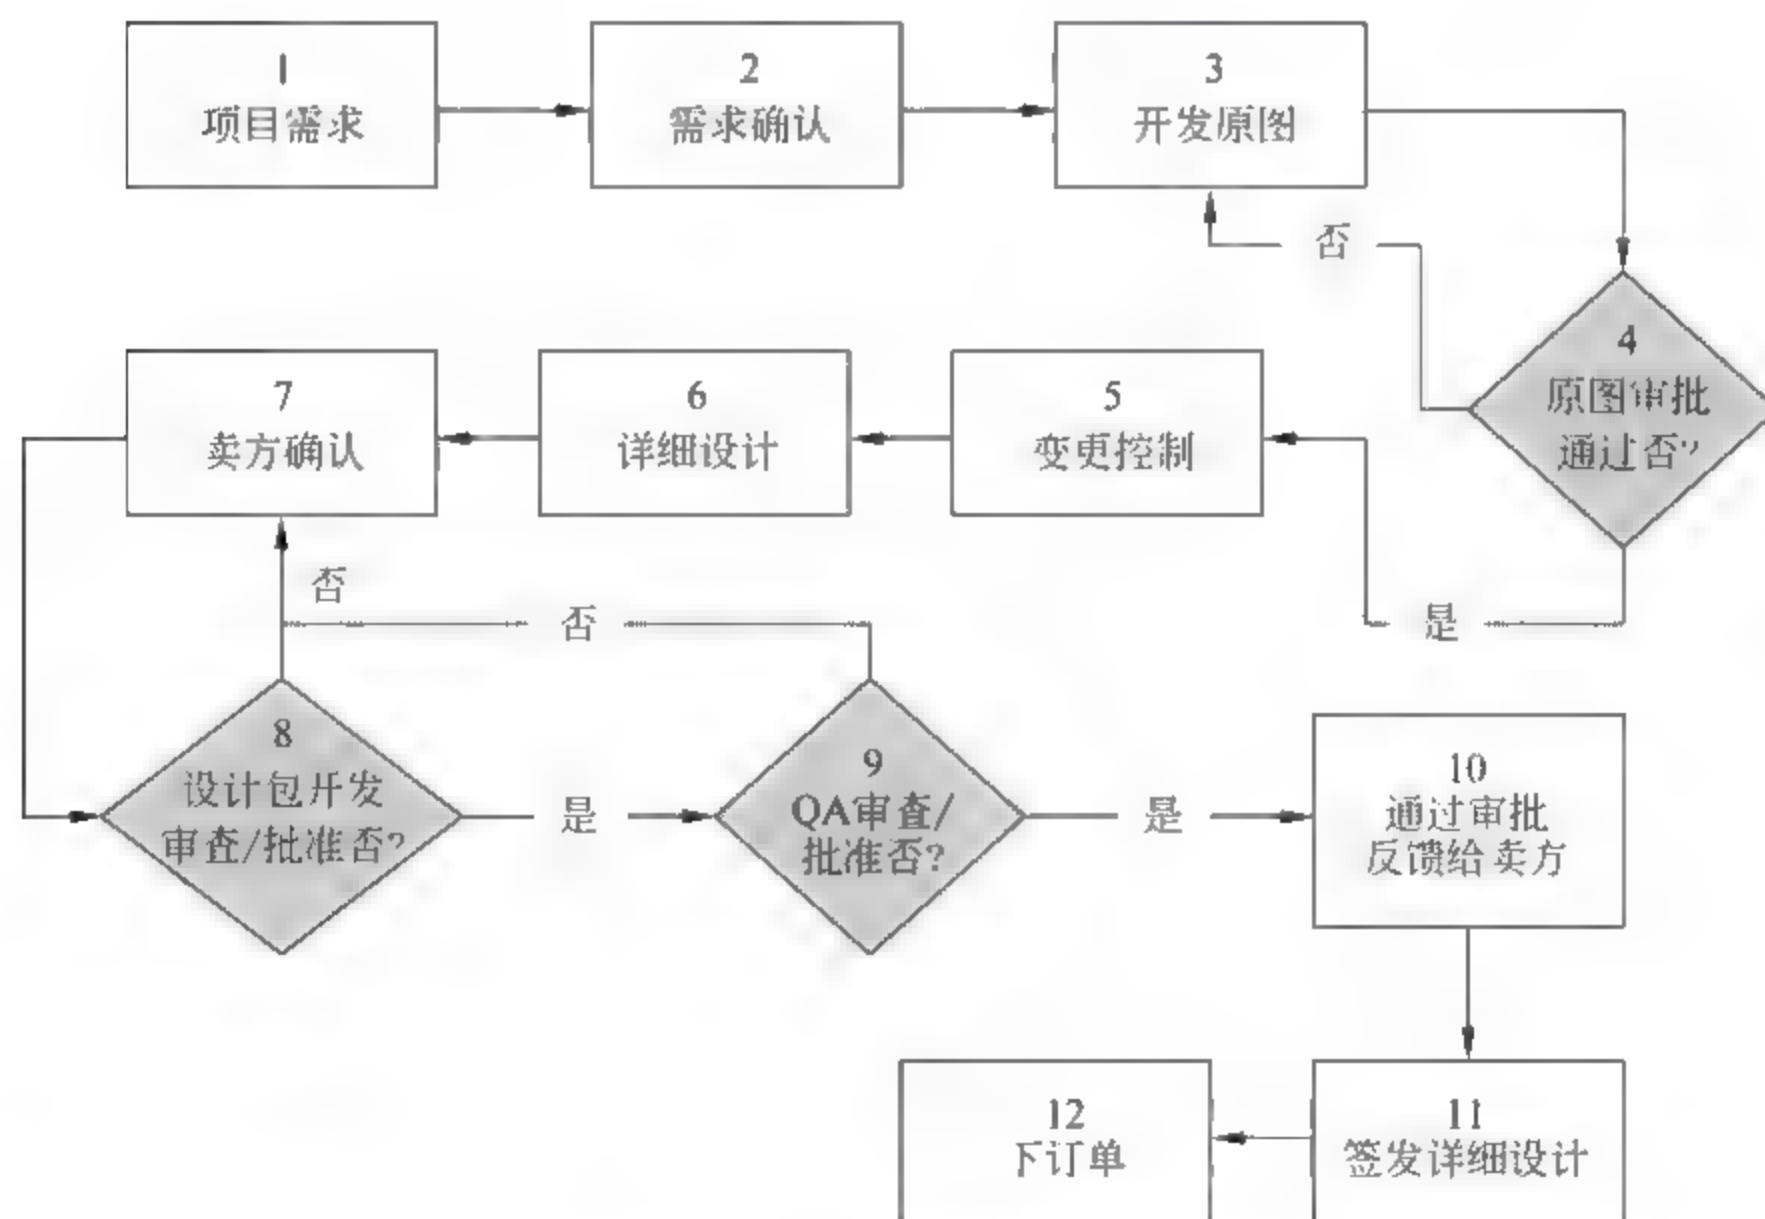 1
项目需求
2
需求确认
3
开发原图
否
4
原图审批
通过否?
7
卖方确认
6
详细设计
5
变更控制
否
否
是
8
设计包开发
审查/批准否?
是
9
QA审查/
批准否?
是
10
通过审批
反馈给卖方
12
下订单
11
签发详细设计